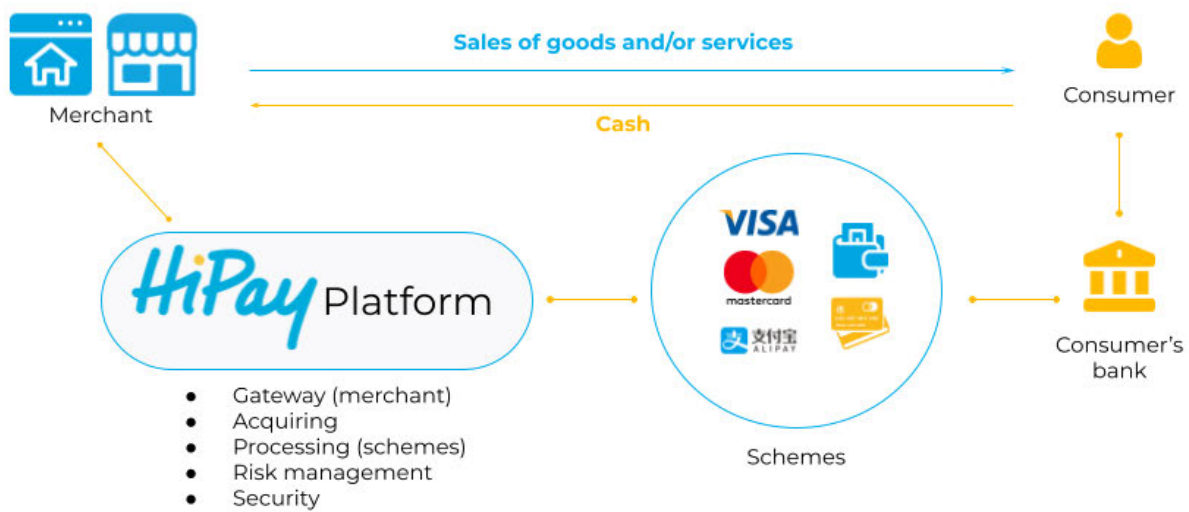 Sales of goods and/or services
Merchant
Consumer
Cash
VISA
mastercard
支付宝
ALIPAY
HiPay Platform
Consumer's
bank
Schemes
● Gateway (merchant)
● Acquiring
● Processing (schemes)
● Risk management
● Security